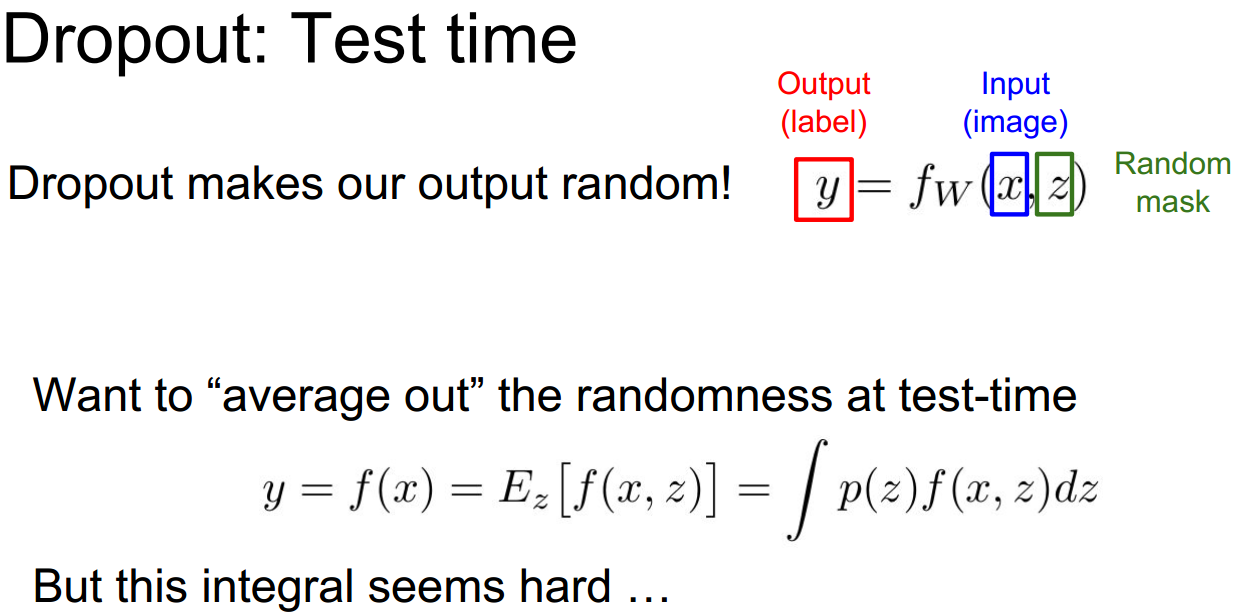 Dropout: Test time
Output
(label)
Input
(image)
Dropout makes our output random!
y = f_W(x, z)
Random
mask
Want to “average out” the randomness at test-time
y = f(x) = E_z[f(x, z)] = ∫ p(z)f(x, z)dz
But this integral seems hard …